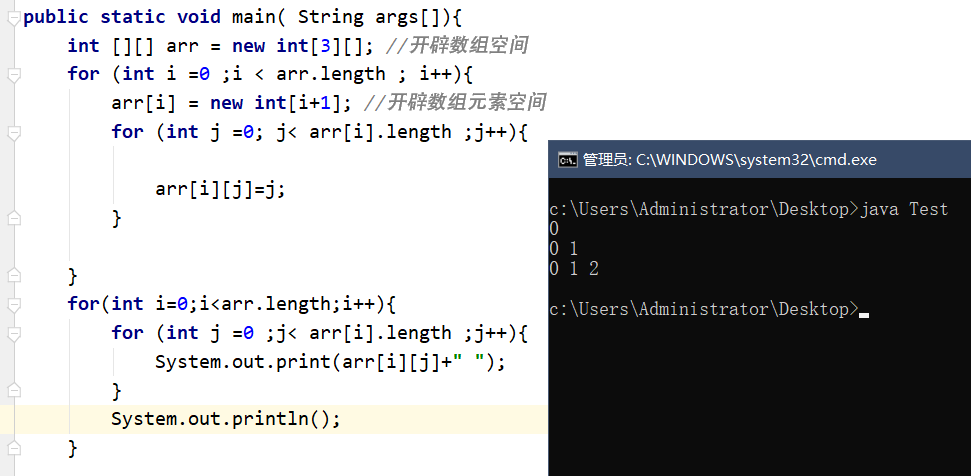 public static void main( String args[]){
int [][] arr = new int[3][]; //开辟数组空间
for (int i =0 ;i < arr.length ; i++){
arr[i] = new int[i+1]; //开辟数组元素空间
for (int j =0; j< arr[i].length ;j++){
arr[i][j]=j;
}
}
for(int i=0;i<arr.length;i++){
for (int j =0 ;j< arr[i].length ;j++){
System.out.print(arr[i][j]+" ");
}
System.out.println();
}
管理员: C:\WINDOWS\system32\cmd.exe
c:\Users\Administrator\Desktop>java Test
0
0 1
0 1 2
c:\Users\Administrator\Desktop>